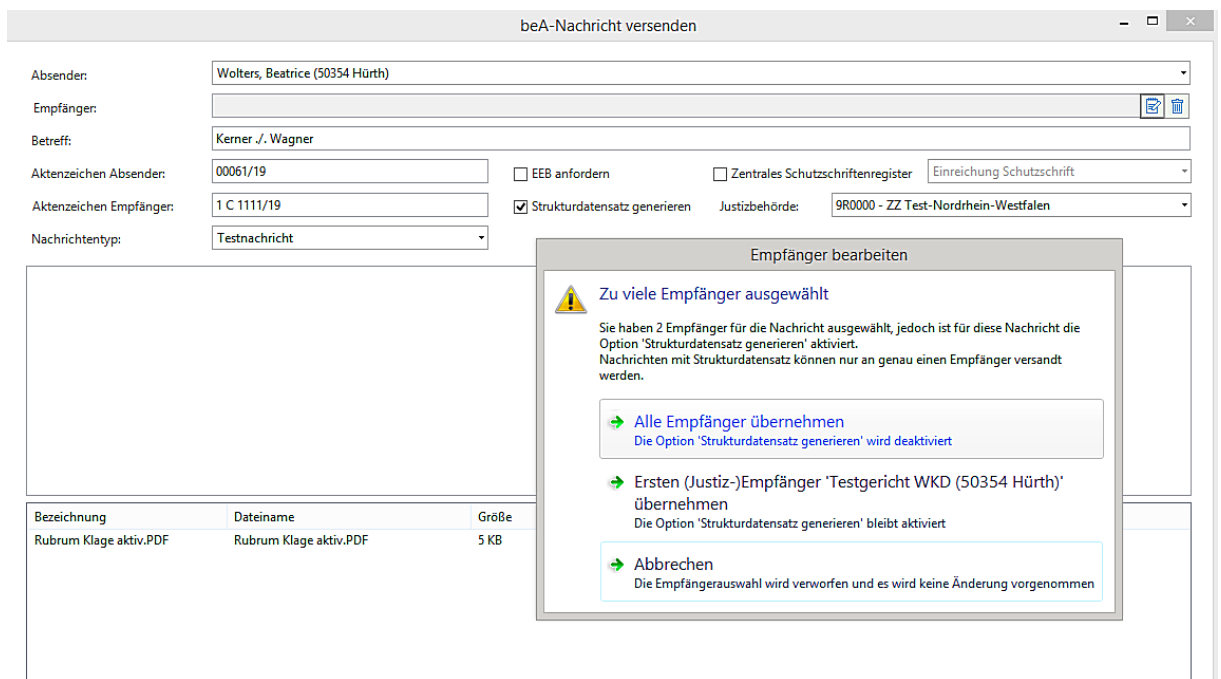 beA-Nachricht versenden
Absender: Wolters, Beatrice (50354 Hürth)
Empfänger:
Betreff: Kerner ./. Wagner
Aktenzeichen Absender: 00061/19 EEB anfordern Zentrales Schutzschriftenregister Einreichung Schutzschrift
Aktenzeichen Empfänger: 1 C 1111/19 Strukturdatensatz generieren Justizbehörde: 9R0000 - ZZ Test-Nordrhein-Westfalen
Nachrichtentyp: Testnachricht
Empfänger bearbeiten
Zu viele Empfänger ausgewählt
Sie haben 2 Empfänger für die Nachricht ausgewählt, jedoch ist für diese Nachricht die
Option 'Strukturdatensatz generieren' aktiviert.
Nachrichten mit Strukturdatensatz können nur an genau einen Empfänger versandt
werden.
Alle Empfänger übernehmen
Die Option 'Strukturdatensatz generieren' wird deaktiviert
Ersten (Justiz-)Empfänger 'Testgericht WKD (50354 Hürth)'
übernehmen
Die Option 'Strukturdatensatz generieren' bleibt aktiviert
Abbrechen
Die Empfängerauswahl wird verworfen und es wird keine Änderung vorgenommen
Bezeichnung Dateiname Größe
Rubrum Klage aktiv.PDF Rubrum Klage aktiv.PDF 5 KB